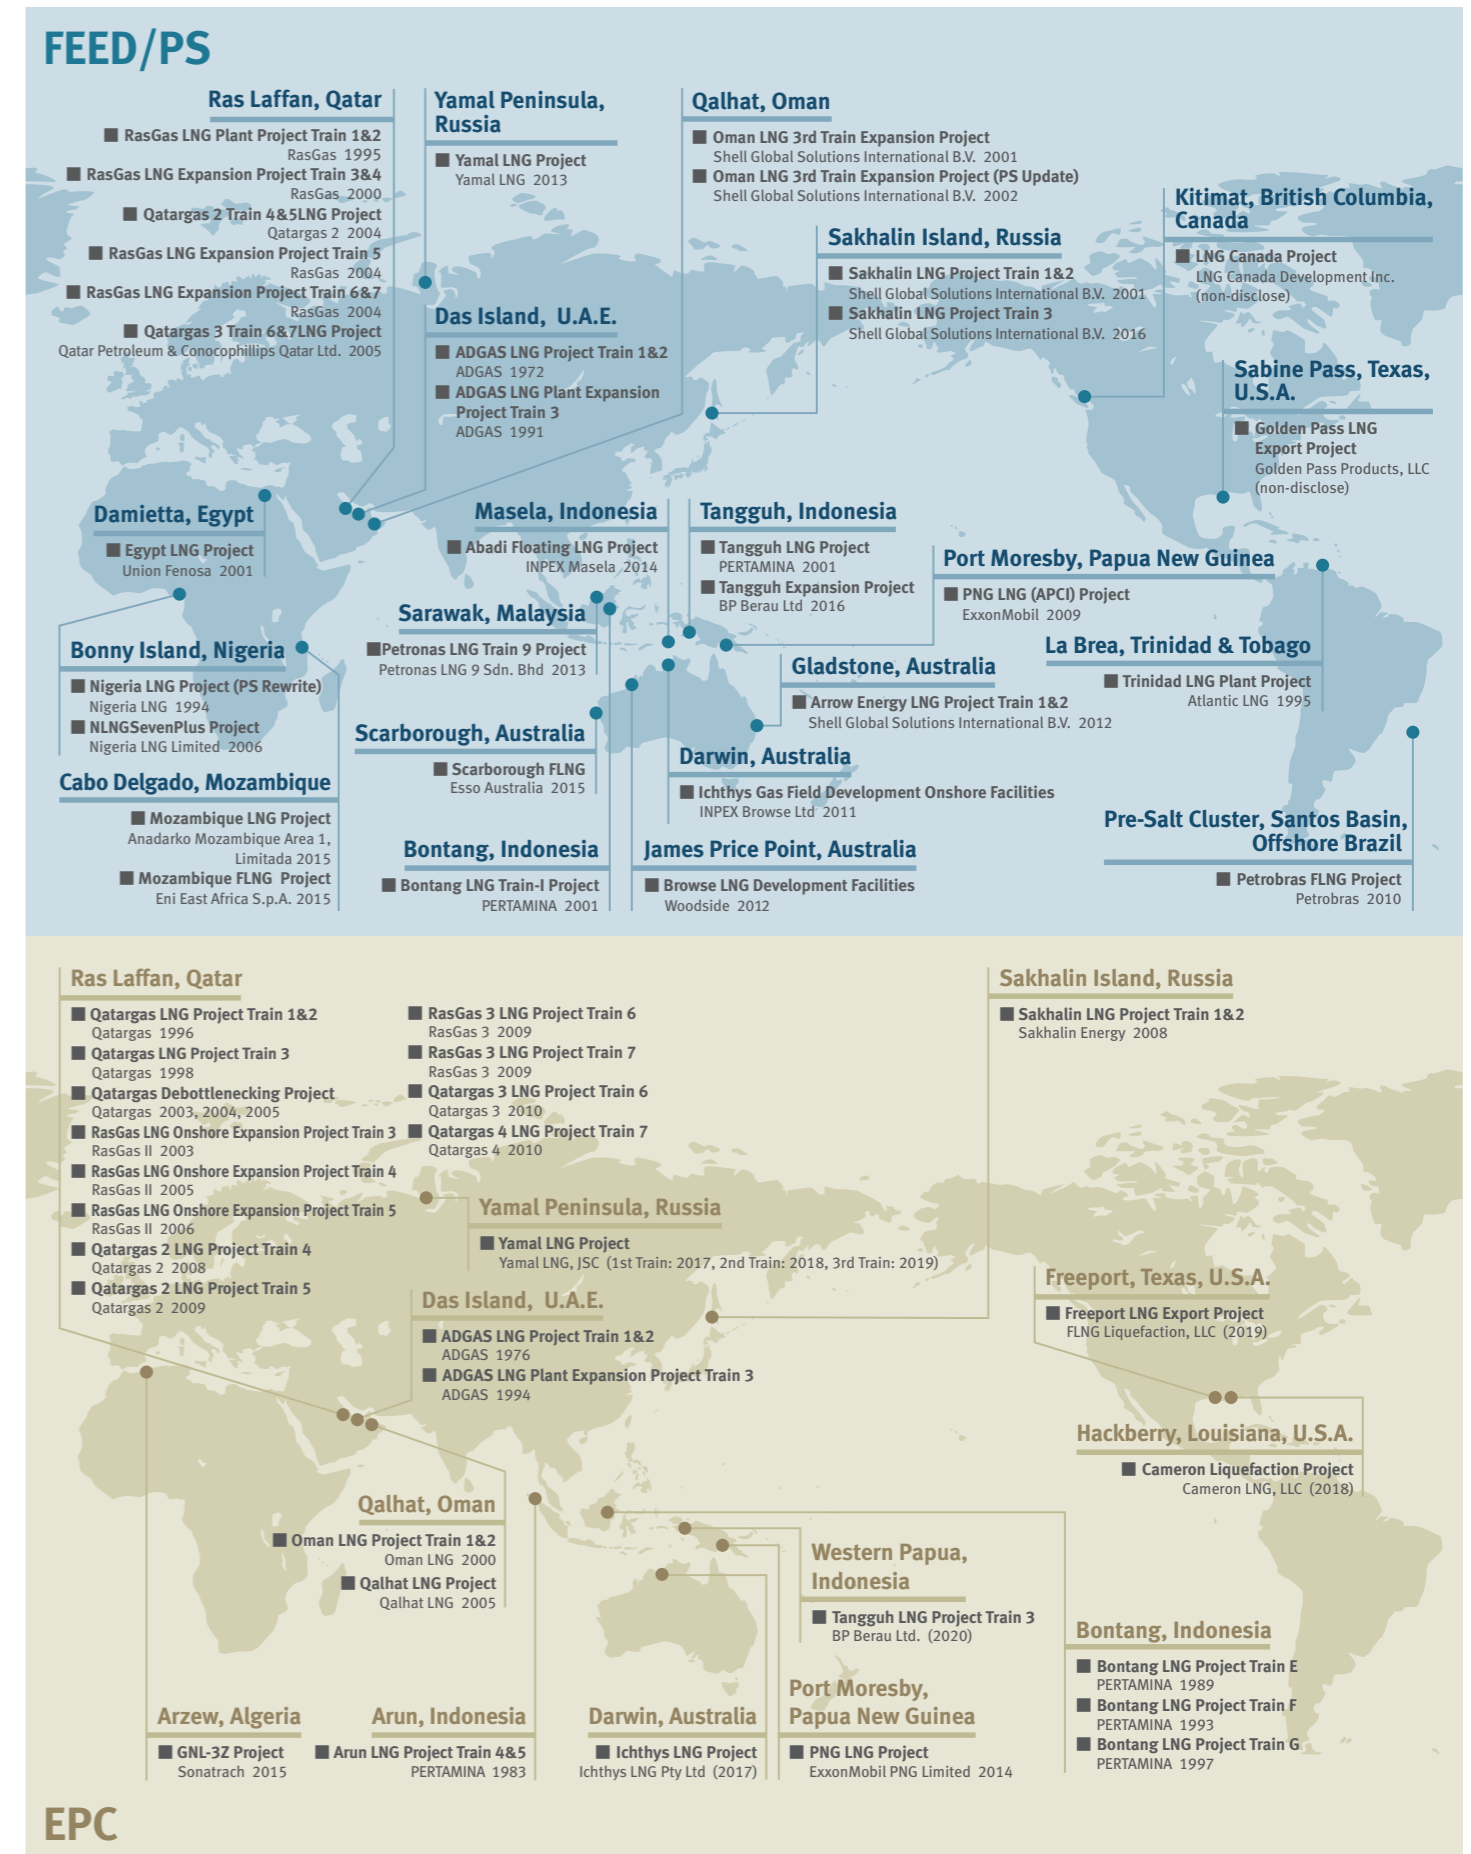 FEED/PS
Ras Laffan, Qatar
■ RasGas LNG Plant Project Train 1&2
RasGas 1995
■ RasGas LNG Expansion Project Train 3&4
RasGas 2000
■ Qatargas 2 Train 4&5LNG Project
Qatargas 2 2004
■ RasGas LNG Expansion Project Train 5
RasGas 2004
■ RasGas LNG Expansion Project Train 6&7
RasGas 2004
■ Qatargas 3 Train 6&7LNG Project
Qatar Petroleum & Conocophillips Qatar Ltd. 2005
Yamal Peninsula,
Russia
■ Yamal LNG Project
Yamal LNG 2013
Qalhat, Oman
■ Oman LNG 3rd Train Expansion Project
Shell Global Solutions International B.V. 2001
■ Oman LNG 3rd Train Expansion Project (PS Update)
Shell Global Solutions International B.V. 2002
Kitimat, British Columbia,
Canada
■ LNG Canada Project
LNG Canada Development Inc.
(non-disclose)
Sakhalin Island, Russia
■ Sakhalin LNG Project Train 1&2
Shell Global Solutions International B.V. 2001
■ Sakhalin LNG Project Train 3
Shell Global Solutions International B.V. 2016
Das Island, U.A.E.
■ ADGAS LNG Project Train 1&2
ADGAS 1972
■ ADGAS LNG Plant Expansion
Project Train 3
ADGAS 1991
Sabine Pass, Texas,
U.S.A.
■ Golden Pass LNG
Export Project
Golden Pass Products, LLC
(non-disclose)
Damietta, Egypt
■ Egypt LNG Project
Union Fenosa 2001
Masela, Indonesia
■ Abadi Floating LNG Project
INPEX Masela 2014
Tangguh, Indonesia
■ Tangguh LNG Project
PERTAMINA 2001
■ Tangguh Expansion Project
BP Berau Ltd 2016
Port Moresby, Papua New Guinea
■ PNG LNG (APCI) Project
ExxonMobil 2009
Sarawak, Malaysia
■Petronas LNG Train 9 Project
Petronas LNG 9 Sdn. Bhd 2013
Bonny Island, Nigeria
■ Nigeria LNG Project (PS Rewrite)
Nigeria LNG 1994
■ NLNGSevenPlus Project
Nigeria LNG Limited 2006
La Brea, Trinidad & Tobago
■ Trinidad LNG Plant Project
Atlantic LNG 1995
Gladstone, Australia
■ Arrow Energy LNG Project Train 1&2
Shell Global Solutions International B.V. 2012
Scarborough, Australia
■ Scarborough FLNG
Esso Australia 2015
Darwin, Australia
■ Ichthys Gas Field Development Onshore Facilities
INPEX Browse Ltd 2011
Cabo Delgado, Mozambique
■ Mozambique LNG Project
Anadarko Mozambique Area 1,
Limitada 2015
■ Mozambique FLNG Project
Eni East Africa S.p.A. 2015
Bontang, Indonesia
■ Bontang LNG Train-I Project
PERTAMINA 2001
James Price Point, Australia
■ Browse LNG Development Facilities
Woodside 2012
Pre-Salt Cluster, Santos Basin,
Offshore Brazil
■ Petrobras FLNG Project
Petrobras 2010
Ras Laffan, Qatar
■ Qatargas LNG Project Train 1&2
Qatargas 1996
■ Qatargas LNG Project Train 3
Qatargas 1998
■ Qatargas Debottlenecking Project
Qatargas 2003, 2004, 2005
■ RasGas LNG Onshore Expansion Project Train 3
RasGas II 2003
■ RasGas LNG Onshore Expansion Project Train 4
RasGas II 2005
■ RasGas LNG Onshore Expansion Project Train 5
RasGas II 2006
■ Qatargas 2 LNG Project Train 4
Qatargas 2 2008
■ Qatargas 2 LNG Project Train 5
Qatargas 2 2009
■ RasGas 3 LNG Project Train 6
RasGas 3 2009
■ RasGas 3 LNG Project Train 7
RasGas 3 2009
■ Qatargas 3 LNG Project Train 6
Qatargas 3 2010
■ Qatargas 4 LNG Project Train 7
Qatargas 4 2010
Sakhalin Island, Russia
■ Sakhalin LNG Project Train 1&2
Sakhalin Energy 2008
Yamal Peninsula, Russia
■ Yamal LNG Project
Yamal LNG, JSC (1st Train: 2017, 2nd Train: 2018, 3rd Train: 2019)
Das Island, U.A.E.
■ ADGAS LNG Project Train 1&2
ADGAS 1976
■ ADGAS LNG Plant Expansion Project Train 3
ADGAS 1994
Freeport, Texas, U.S.A.
■ Freeport LNG Export Project
FLNG Liquefaction, LLC (2019)
Hackberry, Louisiana, U.S.A.
■ Cameron Liquefaction Project
Cameron LNG, LLC (2018)
Qalhat, Oman
■ Oman LNG Project Train 1&2
Oman LNG 2000
■ Qalhat LNG Project
Qalhat LNG 2005
Western Papua,
Indonesia
■ Tangguh LNG Project Train 3
BP Berau Ltd. (2020)
Bontang, Indonesia
■ Bontang LNG Project Train E
PERTAMINA 1989
■ Bontang LNG Project Train F
PERTAMINA 1993
■ Bontang LNG Project Train G
PERTAMINA 1997
Arzew, Algeria
■ GNL-3Z Project
Sonatrach 2015
Arun, Indonesia
■ Arun LNG Project Train 4&5
PERTAMINA 1983
Darwin, Australia
■ Ichthys LNG Project
Ichthys LNG Pty Ltd (2017)
Port Moresby,
Papua New Guinea
■ PNG LNG Project
ExxonMobil PNG Limited 2014
EPC